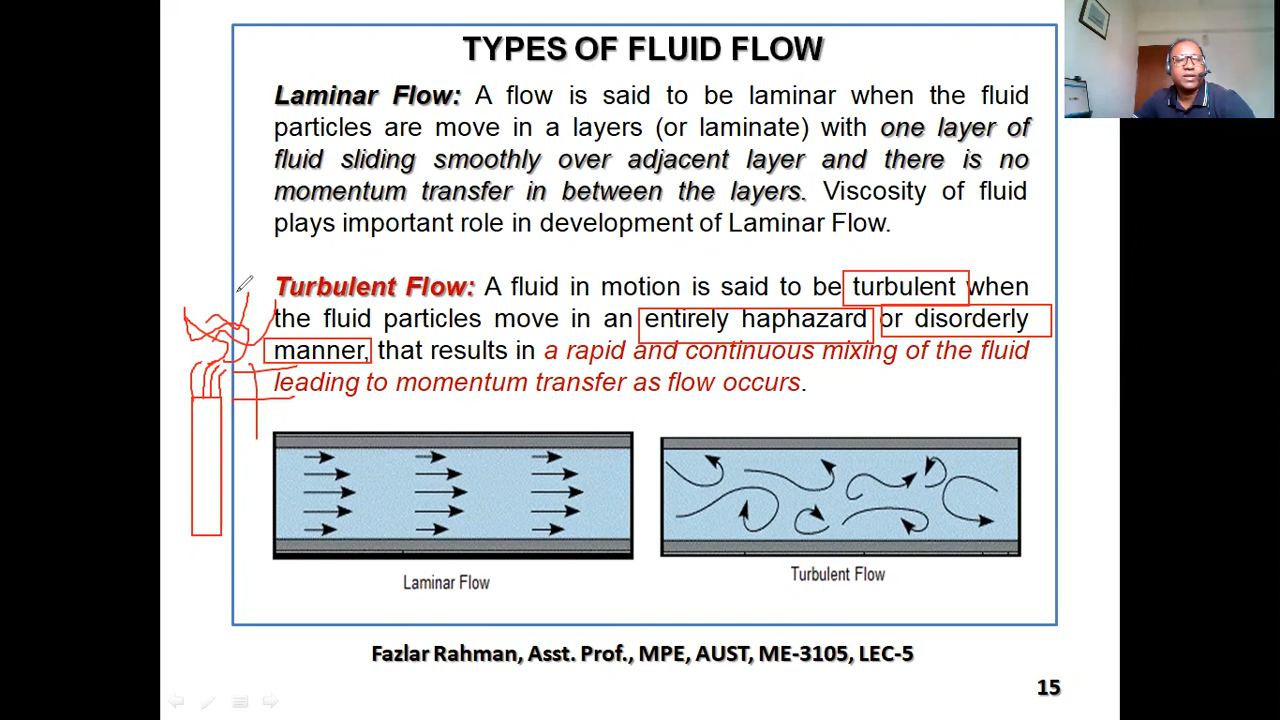 TYPES OF FLUID FLOW
Laminar Flow: A flow is said to be laminar when the fluid
particles are move in a layers (or laminate) with one layer of
fluid sliding smoothly over adjacent layer and there is no
momentum transfer in between the layers. Viscosity of fluid
plays important role in development of Laminar Flow.
Turbulent Flow: A fluid in motion is said to be turbulent when
the fluid particles move in an entirely haphazard or disorderly
manner, that results in a rapid and continuous mixing of the fluid
leading to momentum transfer as flow occurs.
Laminar Flow
Turbulent Flow
Fazlar Rahman, Asst. Prof., MPE, AUST, ME-3105, LEC-5
15